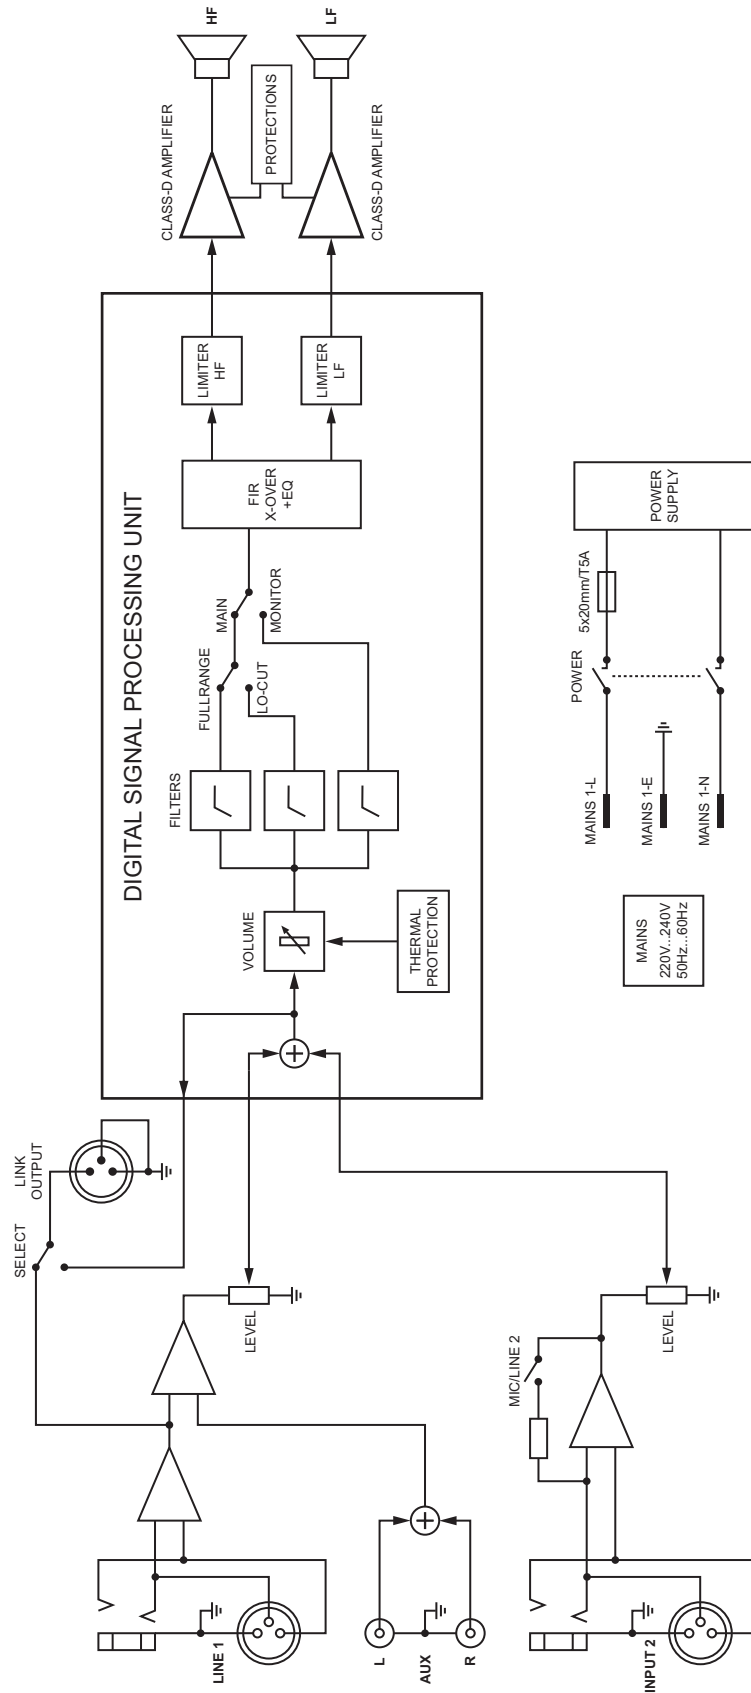 LINE 1
L
AUX
R
INPUT 2
SELECT
LINK
OUTPUT
LEVEL
MIC/LINE 2
LEVEL
DIGITAL SIGNAL PROCESSING UNIT
VOLUME
THERMAL
PROTECTION
FILTERS
FULLRANGE
LO-CUT
MAIN
MONITOR
FIR
X-OVER
+EQ
LIMITER
HF
LIMITER
LF
CLASS-D AMPLIFIER
PROTECTIONS
CLASS-D AMPLIFIER
HF
LF
MAINS
220V...240V
50Hz...60Hz
MAINS 1-L
MAINS 1-E
MAINS 1-N
POWER
5x20mm/T5A
POWER
SUPPLY